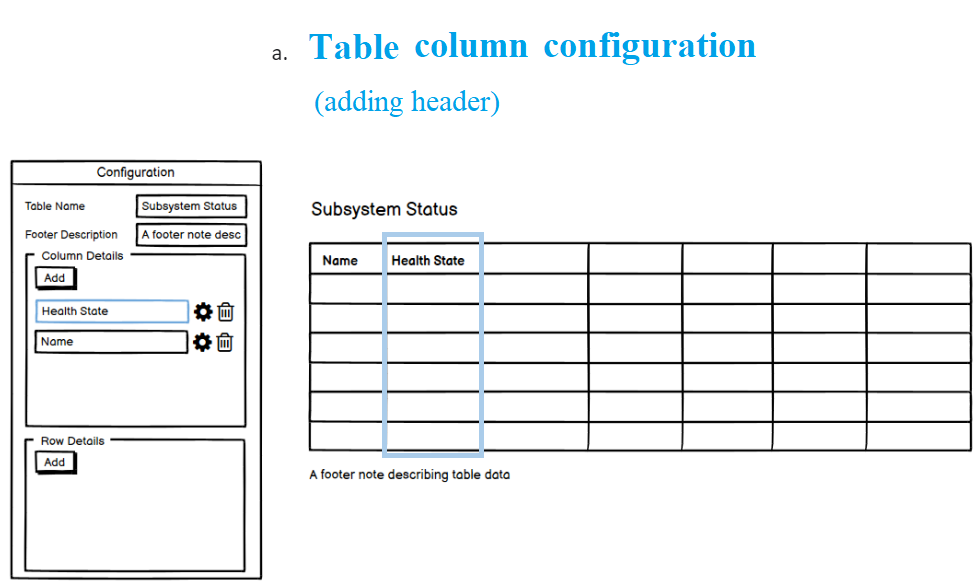 a. Table column configuration
(adding header)
Configuration
Table Name
Subsystem Status
Footer Description
A footer note desc
Column Details
Add
Health State
Name
Row Details
Add
Subsystem Status
Name Health State
A footer note describing table data